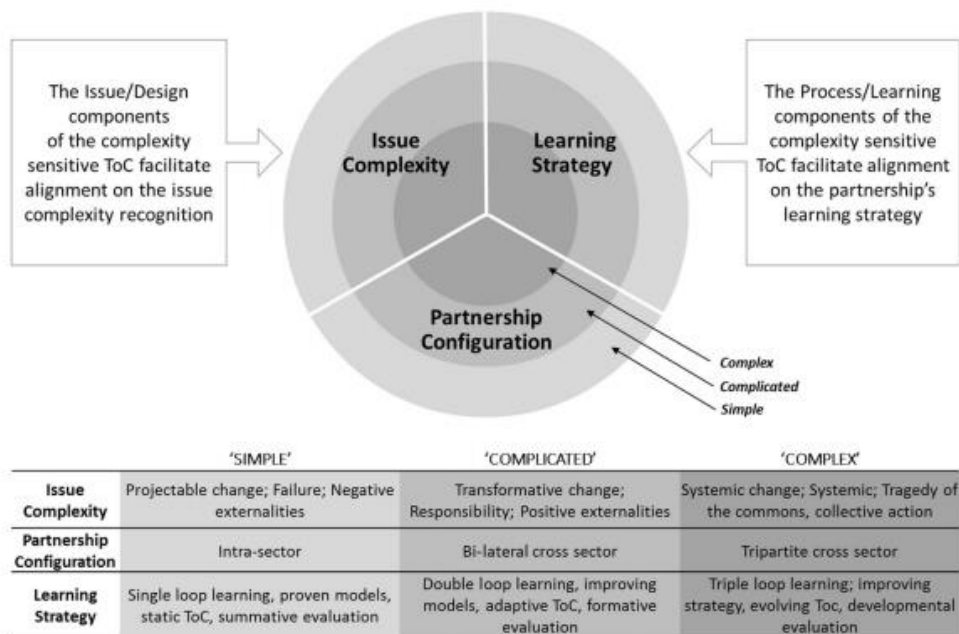 The Issue/Design
components
of the complexity
sensitive ToC facilitate
alignment on the issue
complexity recognition
Issue
Complexity
Learning
Strategy
The Process/Learning
components of the
complexity sensitive
ToC facilitate alignment
on the partnership's
learning strategy
Partnership
Configuration
Complex
Complicated
Simple
'SIMPLE' 'COMPLICATED' 'COMPLEX'
Issue
Complexity
Projectable change; Failure; Negative
externalities
Transformative change;
Responsibility; Positive externalities
Systemic change; Systemic; Tragedy of
the commons, collective action
Partnership
Configuration
Intra-sector
Bi-lateral cross sector
Tripartite cross sector
Learning
Strategy
Single loop learning, proven models,
static ToC, summative evaluation
Double loop learning, improving
models, adaptive ToC, formative
evaluation
Triple loop learning; improving
strategy, evolving Toc, developmental
evaluation